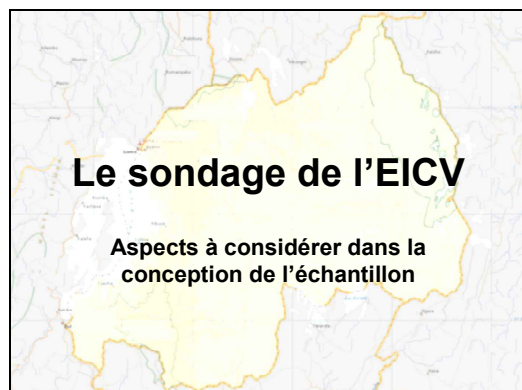 Le sondage de l'EICV
Aspects à considérer dans la
conception de l'échantillon